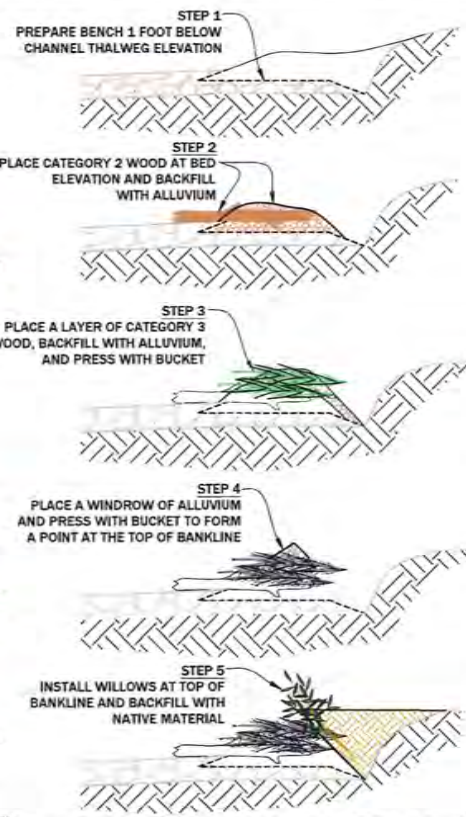 STEP 1
PREPARE BENCH 1 FOOT BELOW
CHANNEL THALWEG ELEVATION
STEP 2
PLACE CATEGORY 2 WOOD AT BED
ELEVATION AND BACKFILL
WITH ALLUVIUM
STEP 3
PLACE A LAYER OF CATEGORY 3
WOOD, BACKFILL WITH ALLUVIUM,
AND PRESS WITH BUCKET
STEP 4
PLACE A WINDROW OF ALLUVIUM
AND PRESS WITH BUCKET TO FORM
A POINT AT THE TOP OF BANKLINE
STEP 5
INSTALL WILLOWS AT TOP OF
BANKLINE AND BACKFILL WITH
NATIVE MATERIAL